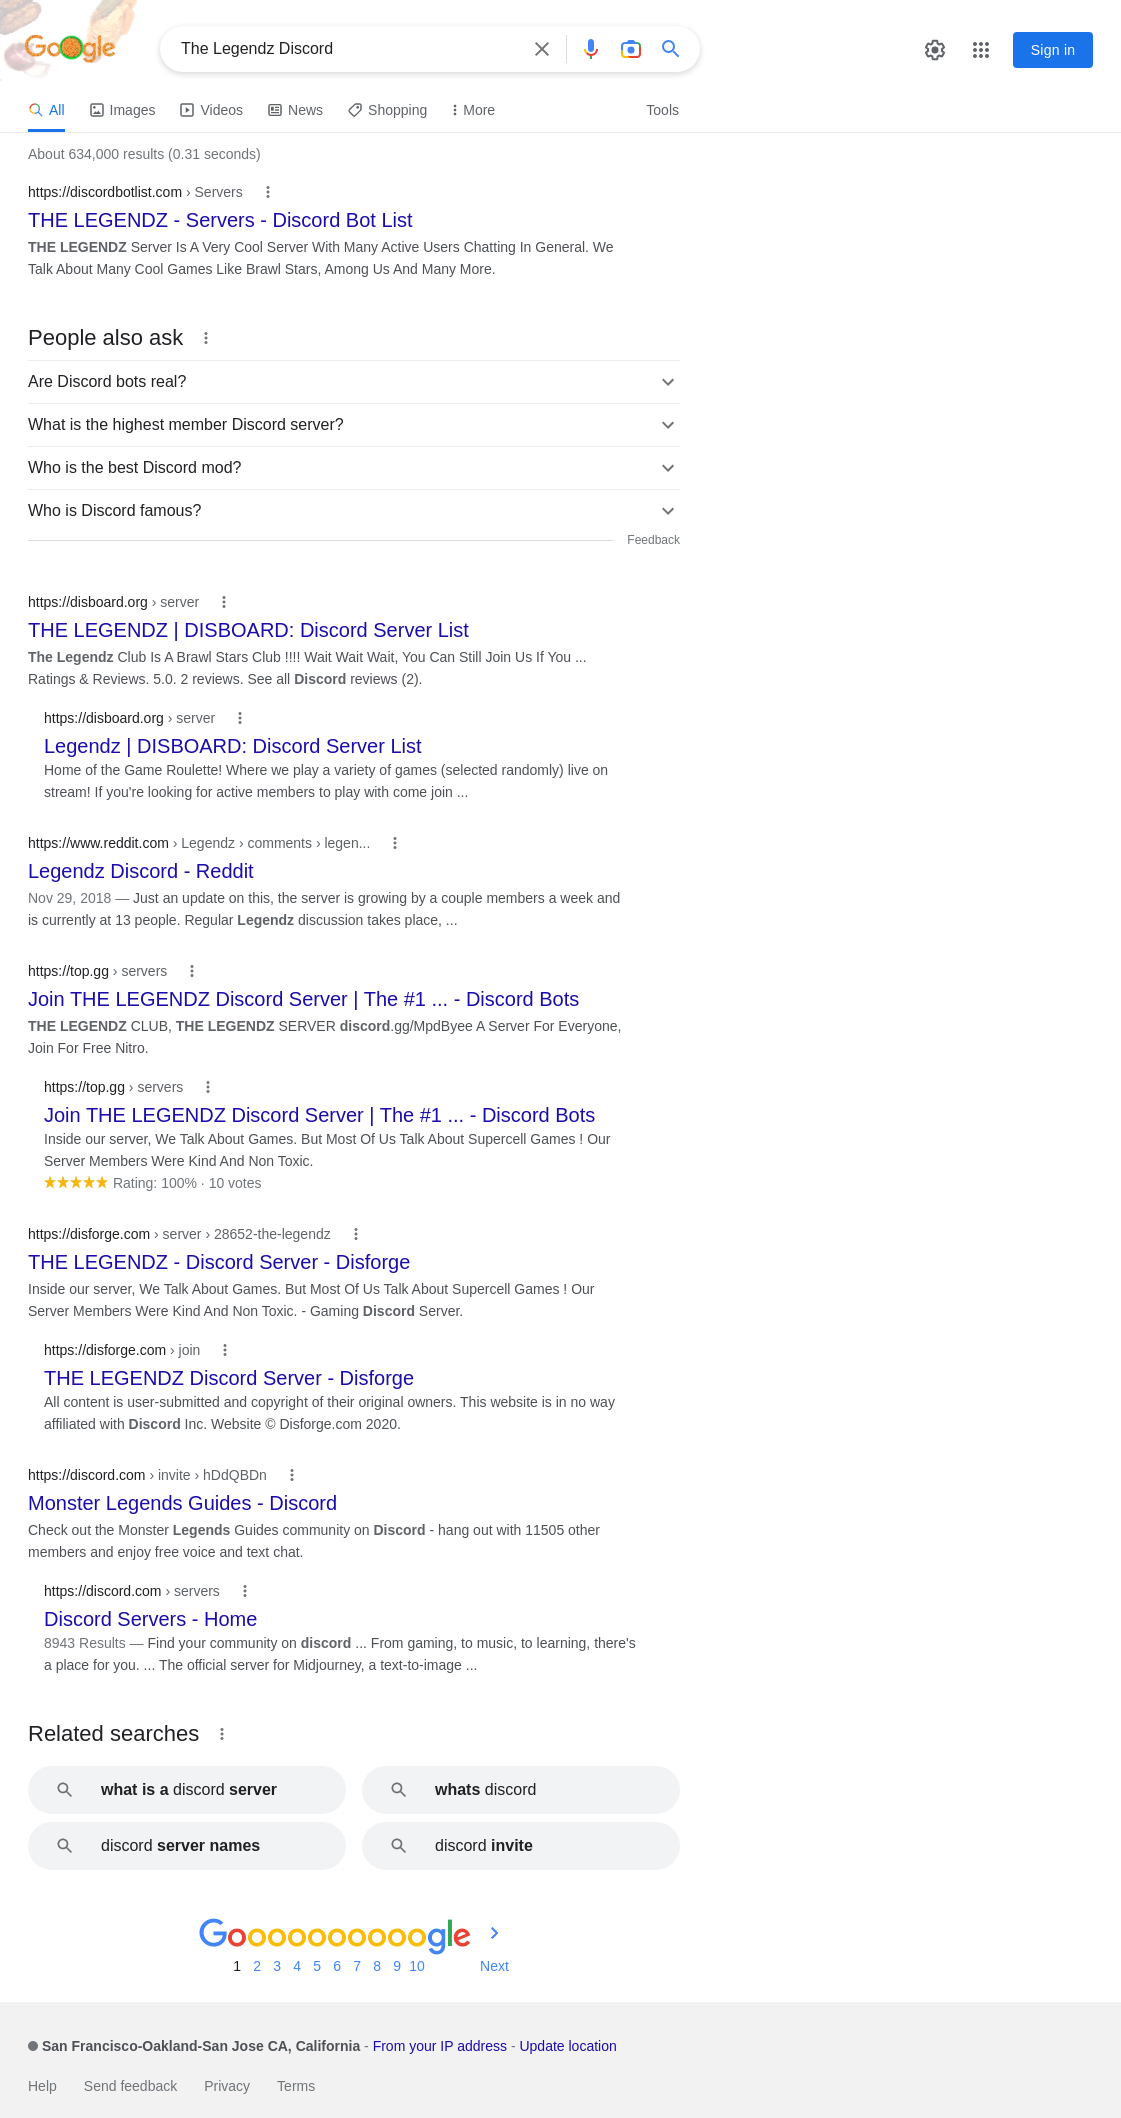 Google
The Legendz Discord
Sign in
All
Images
Videos
News
Shopping
More
Tools
About 634,000 results (0.31 seconds)
https://discordbotlist.com › Servers
THE LEGENDZ - Servers - Discord Bot List
THE LEGENDZ Server Is A Very Cool Server With Many Active Users Chatting In General. We
Talk About Many Cool Games Like Brawl Stars, Among Us And Many More.
People also ask
Are Discord bots real?
What is the highest member Discord server?
Who is the best Discord mod?
Who is Discord famous?
Feedback
https://disboard.org › server
THE LEGENDZ | DISBOARD: Discord Server List
The Legendz Club Is A Brawl Stars Club !!!! Wait Wait Wait, You Can Still Join Us If You ...
Ratings & Reviews. 5.0. 2 reviews. See all Discord reviews (2).
https://disboard.org › server
Legendz | DISBOARD: Discord Server List
Home of the Game Roulette! Where we play a variety of games (selected randomly) live on
stream! If you're looking for active members to play with come join ...
https://www.reddit.com › Legendz › comments › legen...
Legendz Discord - Reddit
Nov 29, 2018 — Just an update on this, the server is growing by a couple members a week and
is currently at 13 people. Regular Legendz discussion takes place, ...
https://top.gg › servers
Join THE LEGENDZ Discord Server | The #1 ... - Discord Bots
THE LEGENDZ CLUB, THE LEGENDZ SERVER discord.gg/MpdByee A Server For Everyone,
Join For Free Nitro.
https://top.gg › servers
Join THE LEGENDZ Discord Server | The #1 ... - Discord Bots
Inside our server, We Talk About Games. But Most Of Us Talk About Supercell Games ! Our
Server Members Were Kind And Non Toxic.
Rating: 100% · 10 votes
https://disforge.com › server › 28652-the-legendz
THE LEGENDZ - Discord Server - Disforge
Inside our server, We Talk About Games. But Most Of Us Talk About Supercell Games ! Our
Server Members Were Kind And Non Toxic. - Gaming Discord Server.
https://disforge.com › join
THE LEGENDZ Discord Server - Disforge
All content is user-submitted and copyright of their original owners. This website is in no way
affiliated with Discord Inc. Website © Disforge.com 2020.
https://discord.com › invite › hDdQBDn
Monster Legends Guides - Discord
Check out the Monster Legends Guides community on Discord - hang out with 11505 other
members and enjoy free voice and text chat.
https://discord.com › servers
Discord Servers - Home
8943 Results — Find your community on discord ... From gaming, to music, to learning, there's
a place for you. ... The official server for Midjourney, a text-to-image ...
Related searches
what is a discord server
whats discord
discord server names
discord invite
Goooooooooogle
1 2 3 4 5 6 7 8 9 10 Next
San Francisco-Oakland-San Jose CA, California - From your IP address - Update location
Help Send feedback Privacy Terms